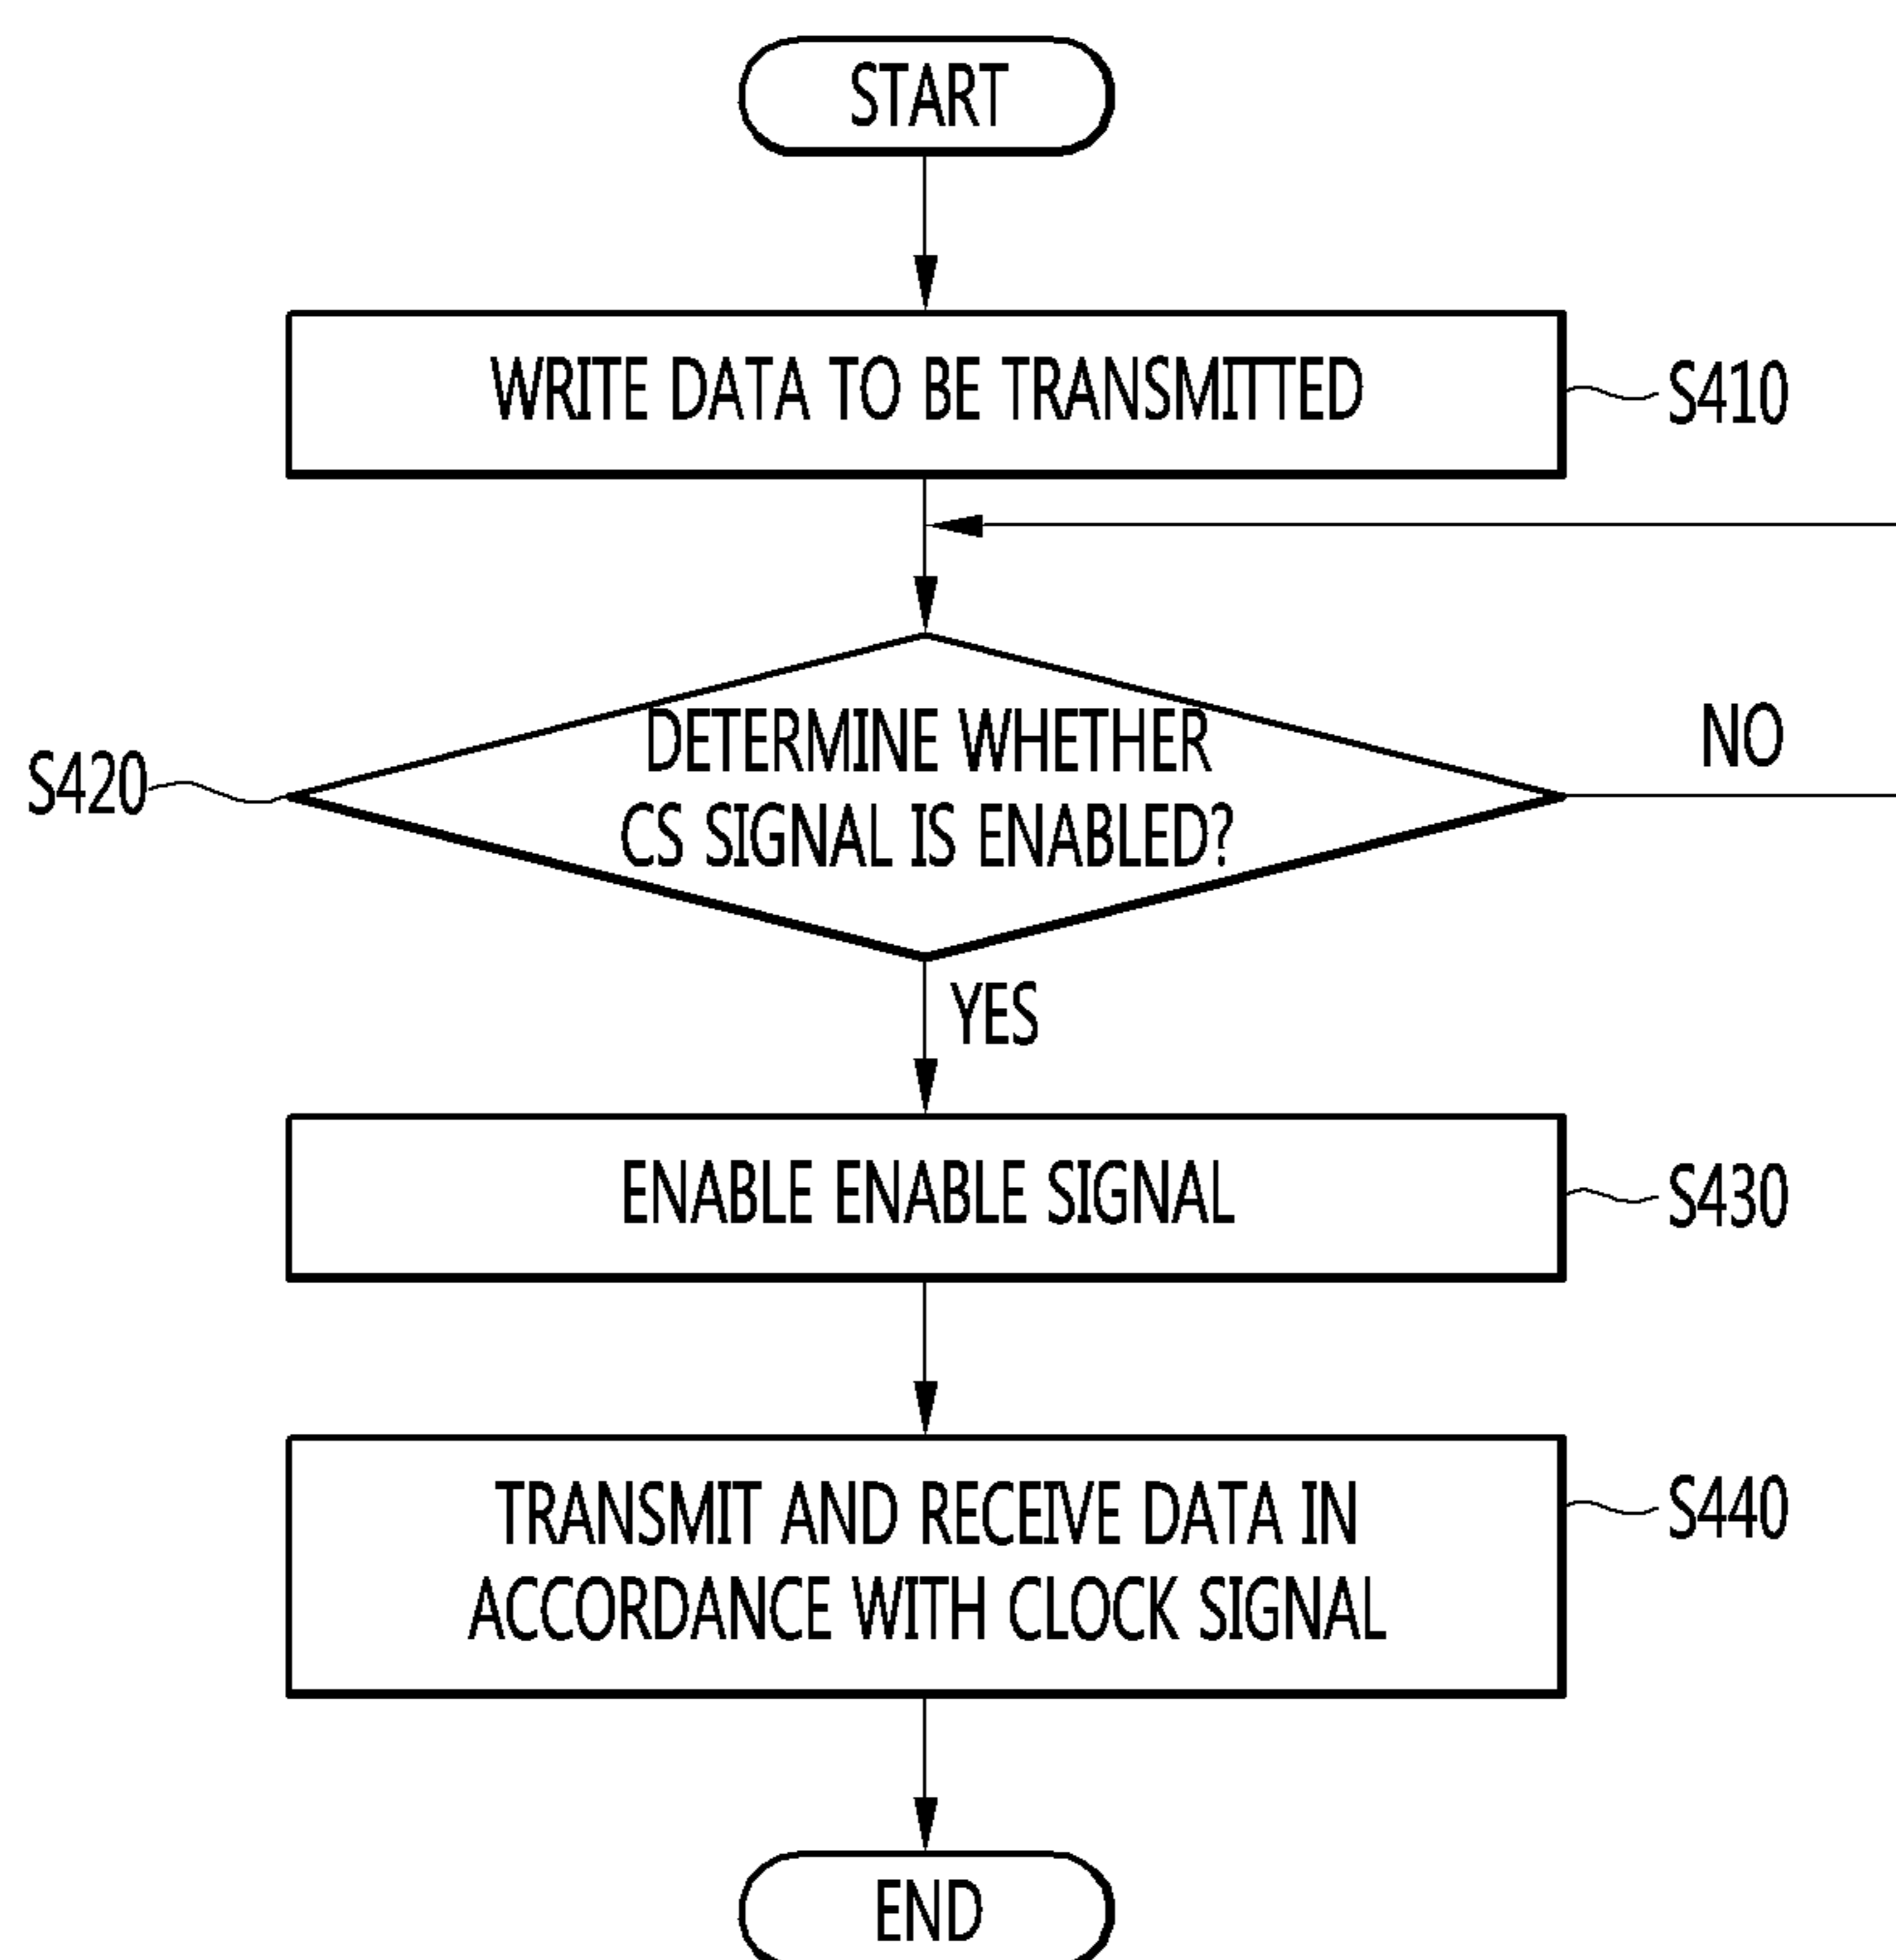 START
WRITE DATA TO BE TRANSMITTED
S410
DETERMINE WHETHER
CS SIGNAL IS ENABLED?
S420
NO
YES
ENABLE ENABLE SIGNAL
S430
TRANSMIT AND RECEIVE DATA IN
ACCORDANCE WITH CLOCK SIGNAL
S440
END